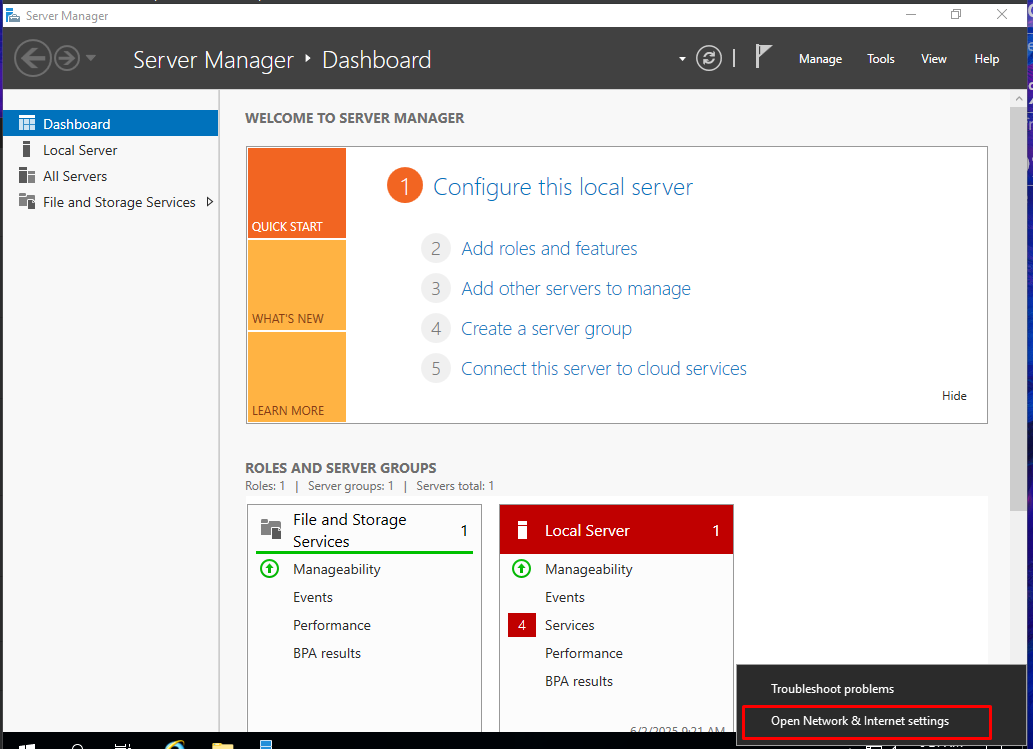 Server Manager
Server Manager ‣ Dashboard
Manage Tools View Help
Dashboard
Local Server
All Servers
File and Storage Services
WELCOME TO SERVER MANAGER
QUICK START
WHAT'S NEW
LEARN MORE
1 Configure this local server
2 Add roles and features
3 Add other servers to manage
4 Create a server group
5 Connect this server to cloud services
Hide
ROLES AND SERVER GROUPS
Roles: 1 | Server groups: 1 | Servers total: 1
File and Storage
Services
1
Manageability
Events
Performance
BPA results
Local Server 1
Manageability
Events
4 Services
Performance
BPA results
6/2/2025 9:21 AM
Troubleshoot problems
Open Network & Internet settings